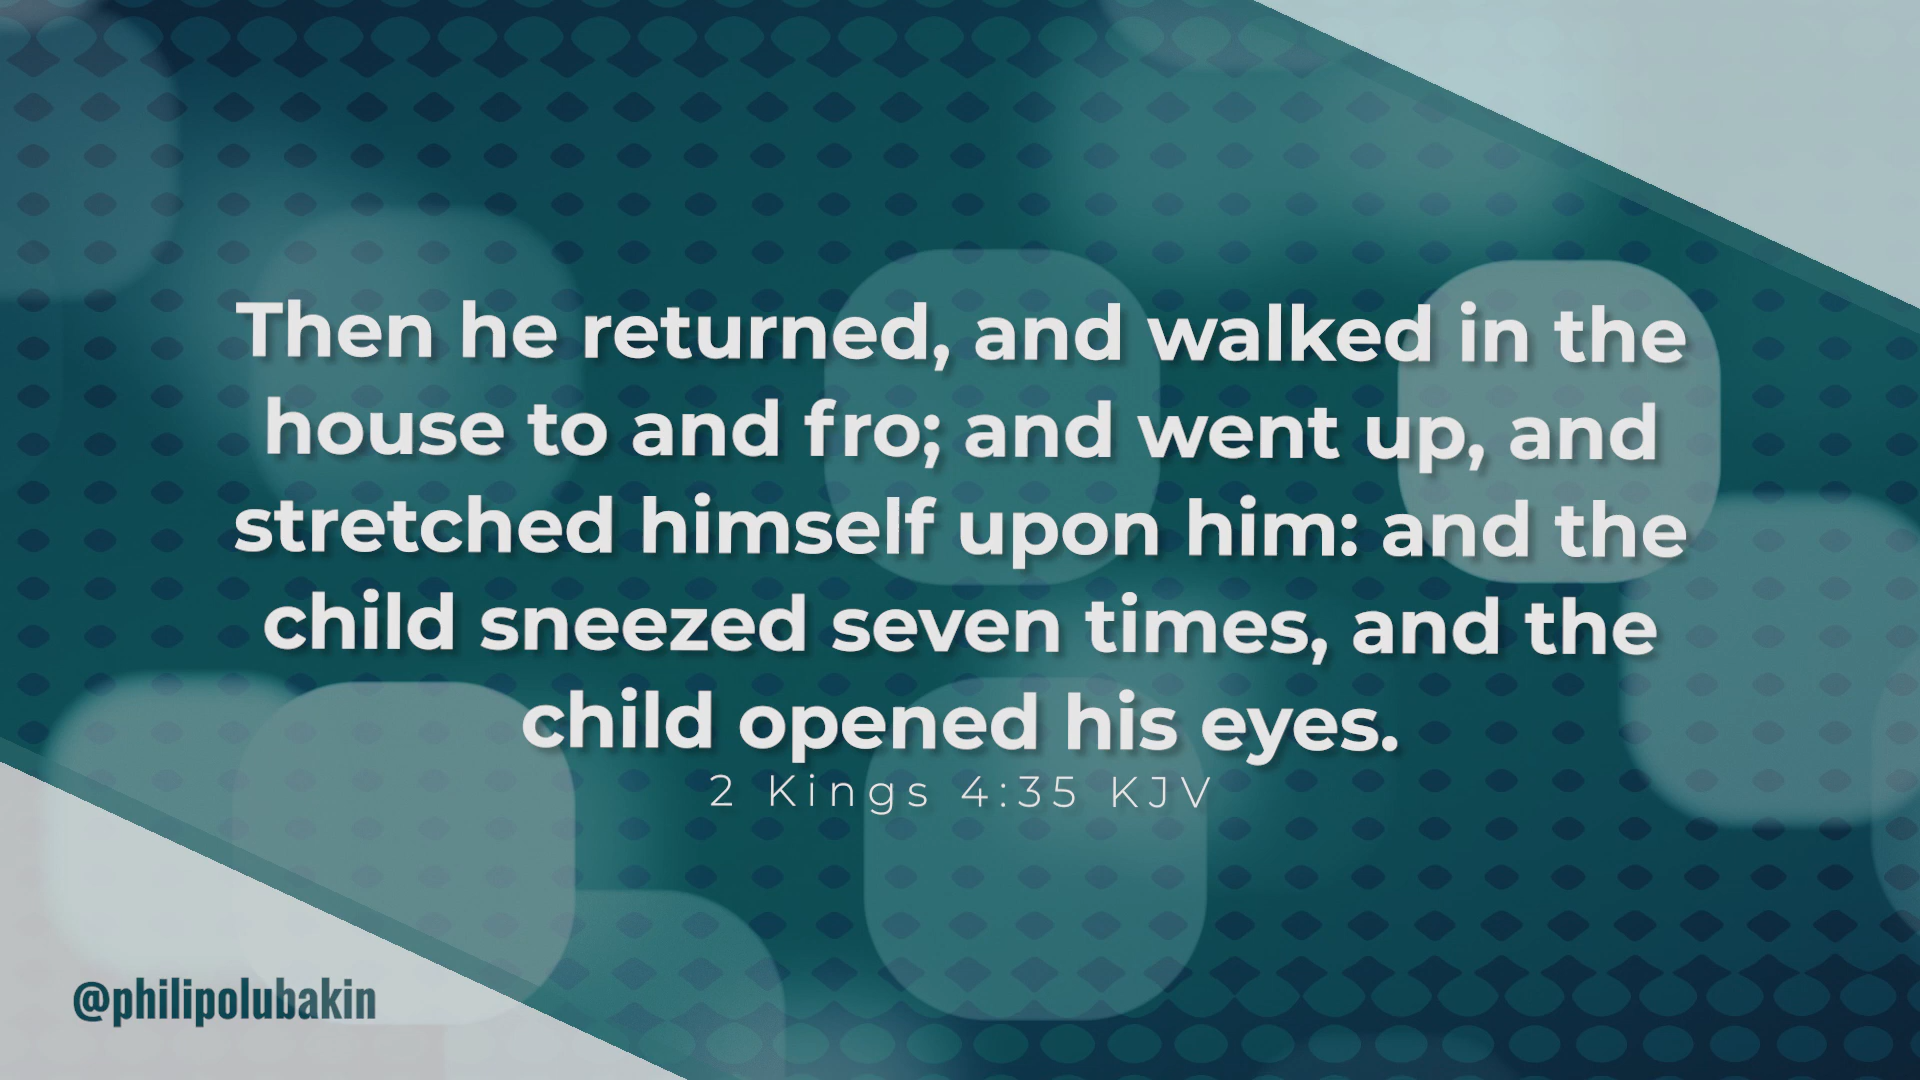 Then he returned, and walked in the
house to and fro; and went up, and
stretched himself upon him: and the
child sneezed seven times, and the
child opened his eyes.
2 Kings 4:35 KJV
@philipolubakin